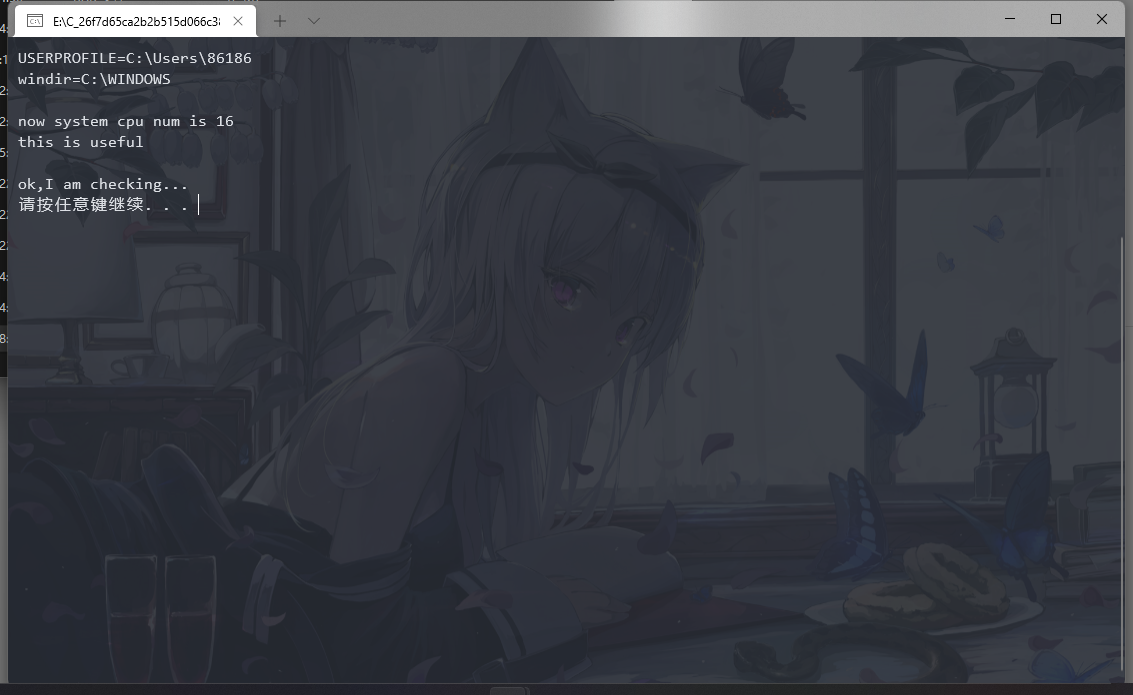 E:\C_26f7d65ca2b2b515d066c38
USERPROFILE=C:\Users\86186
windir=C:\WINDOWS
now system cpu num is 16
this is useful
ok,I am checking...
请按任意键继续. . .